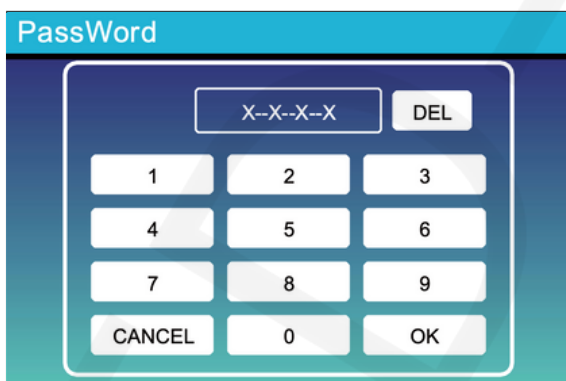 PassWord
X--X--X--X DEL
1 2 3
4 5 6
7 8 9
CANCEL 0 OK